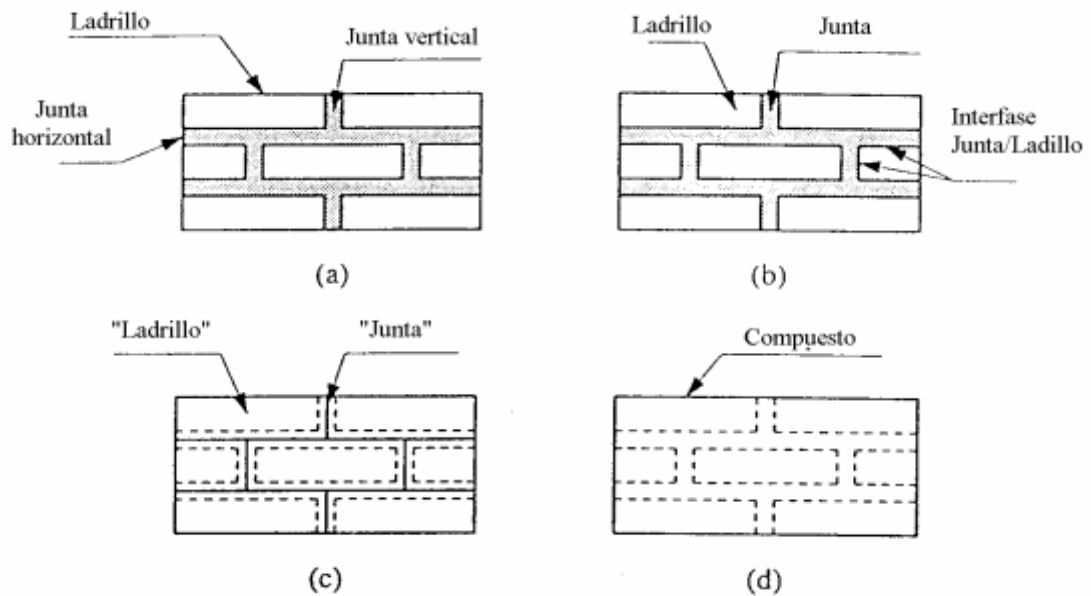 Ladrillo
Junta vertical
Junta
horizontal
(a)
Ladrillo
Junta
Interfase
Junta/Ladillo
(b)
"Ladrillo"
"Junta"
(c)
Compuesto
(d)